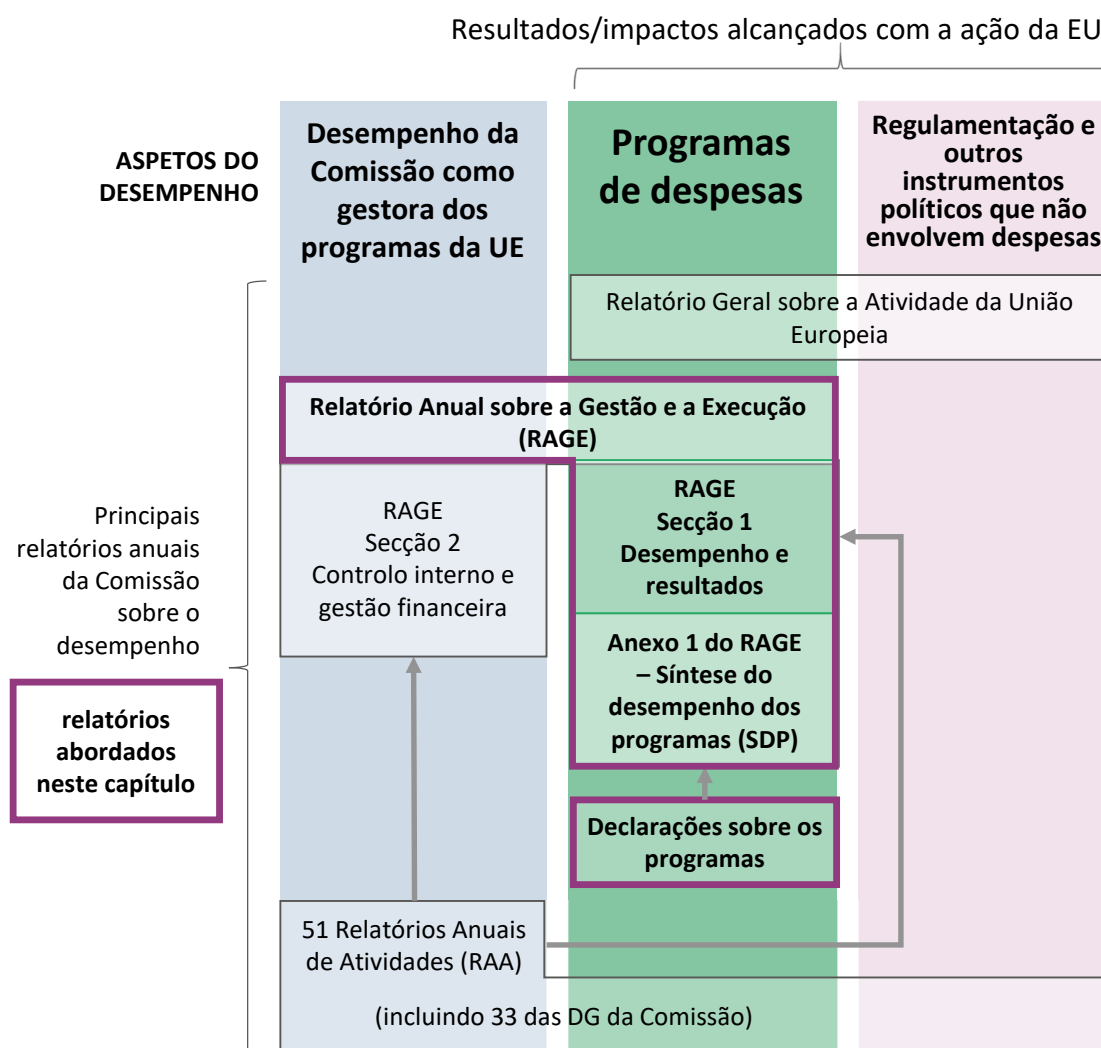 Resultados/impactos alcançados com a ação da EU
ASPETOS DO
DESEMPENHO
Desempenho da
Comissão como
gestora dos
programas da UE
Programas
de despesas
Regulamentação e
outros
instrumentos
políticos que não
envolvem despesas
Relatório Geral sobre a Atividade da União
Europeia
Relatório Anual sobre a Gestão e a Execução
(RAGE)
Principais
relatórios anuais
da Comissão
sobre o
desempenho
relatórios
abordados
neste capítulo
RAGE
Secção 2
Controlo interno e
gestão financeira
RAGE
Secção 1
Desempenho e
resultados
Anexo 1 do RAGE
– Síntese do
desempenho dos
programas (SDP)
Declarações sobre os
programas
51 Relatórios Anuais
de Atividades (RAA)
(incluindo 33 das DG da Comissão)